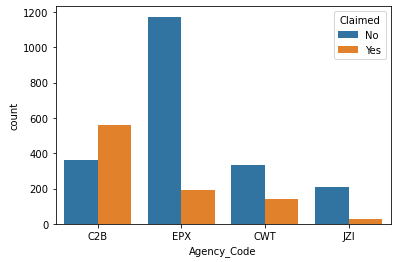 1200
1000
800
600
400
200
0
count
Claimed
No
Yes
C2B EPX CWT JZI
Agency_Code